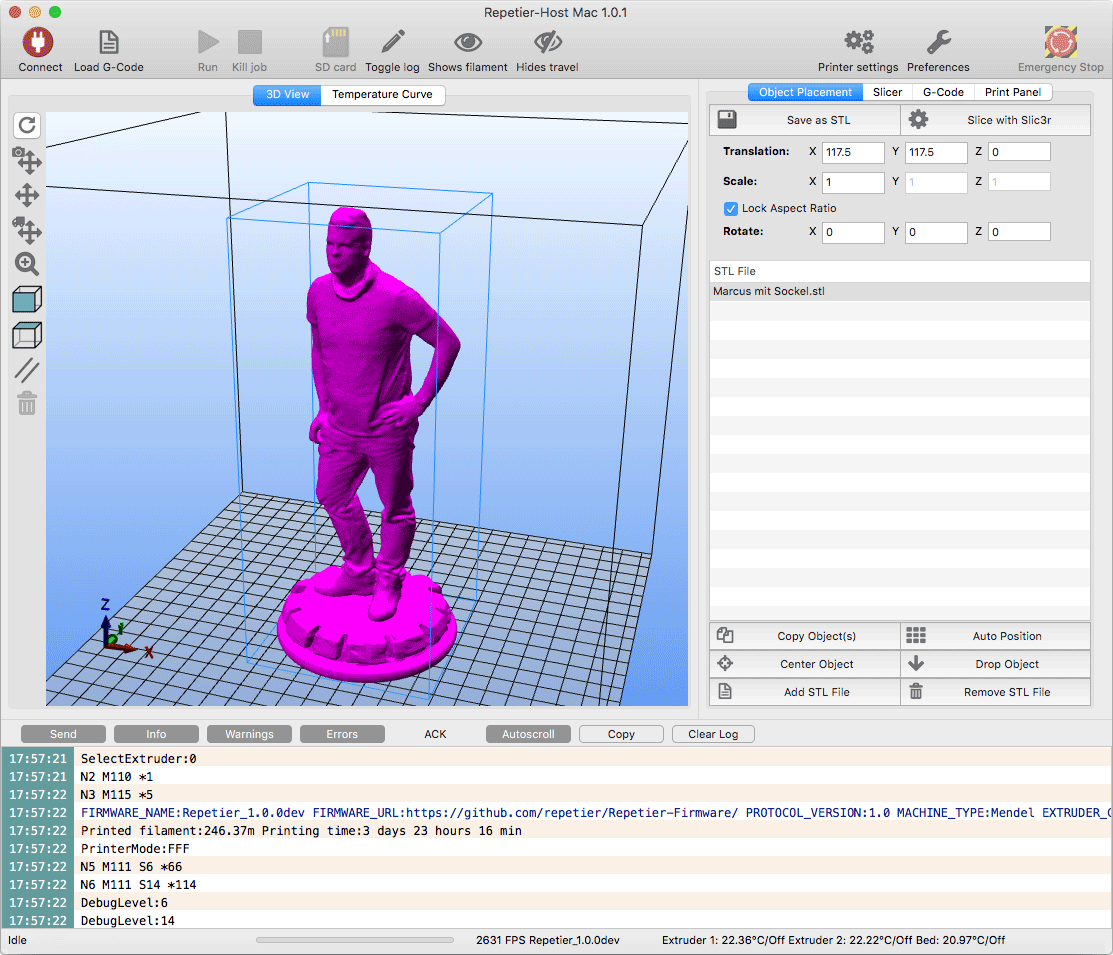 Repetier-Host Mac 1.0.1
Connect Load G-Code Run Kill job SD card Toggle log Shows filament Hides travel Printer settings Preferences Emergency Stop
3D View Temperature Curve
Object Placement Slicer G-Code Print Panel
Save as STL Slice with Slic3r
Translation: X 117.5 Y 117.5 Z 0
Scale: X 1 Y 1 Z 1
Lock Aspect Ratio
Rotate: X 0 Y 0 Z 0
STL File
Marcus mit Sockel.stl
Z
Y
X
Copy Object(s) Auto Position
Center Object Drop Object
Add STL File Remove STL File
Send Info Warnings Errors ACK Autoscroll Copy Clear Log
17:57:21 SelectExtruder:0
17:57:21 N2 M110 *1
17:57:22 N3 M115 *5
17:57:22 FIRMWARE_NAME:Repetier_1.0.0dev FIRMWARE_URL:https://github.com/repetier/Repetier-Firmware/ PROTOCOL_VERSION:1.0 MACHINE_TYPE:Mendel EXTRUDER_C
17:57:22 Printed filament:246.37m Printing time:3 days 23 hours 16 min
17:57:22 PrinterMode:FFF
17:57:22 N5 M111 S6 *66
17:57:22 N6 M111 S14 *114
17:57:22 DebugLevel:6
17:57:22 DebugLevel:14
Idle 2631 FPS Repetier_1.0.0dev Extruder 1: 22.36°C/Off Extruder 2: 22.22°C/Off Bed: 20.97°C/Off